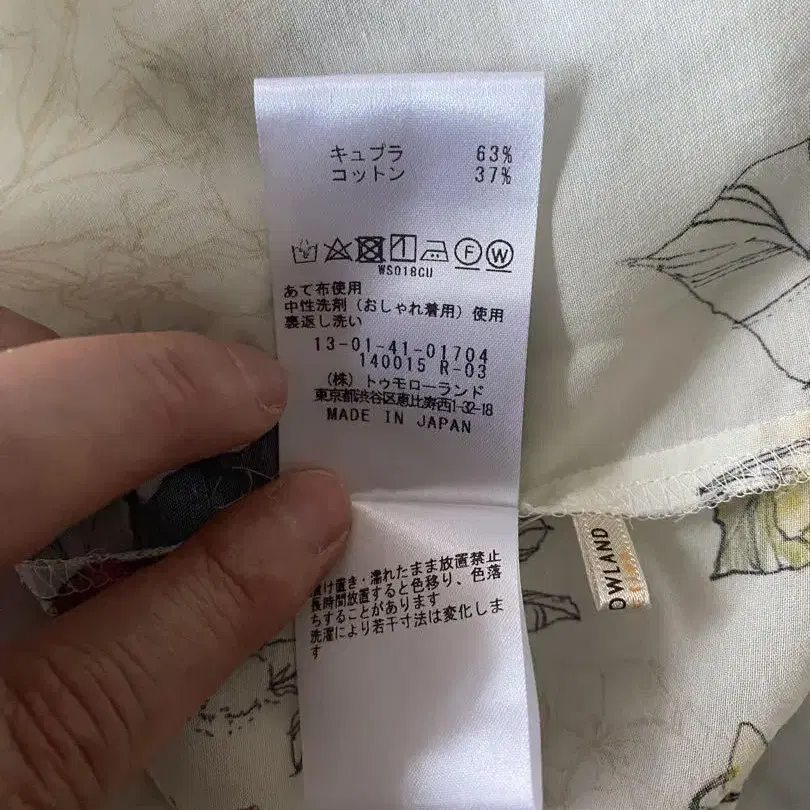 キュプラ 63%
コットン 37%
F W
WS018CU
あて布使用
中性洗剤（おしゃれ着用）使用
裏返し洗い
13-01-41-01704
140015 R-03
（株）トゥモローランド
東京都渋谷区恵比寿西1-32-18
MADE IN JAPAN
け置き・濡れたまま放置禁止
長時間放置すると色移り、色落
ちすることがあります
洗濯により若干寸法は変化しま
す
OWLAND